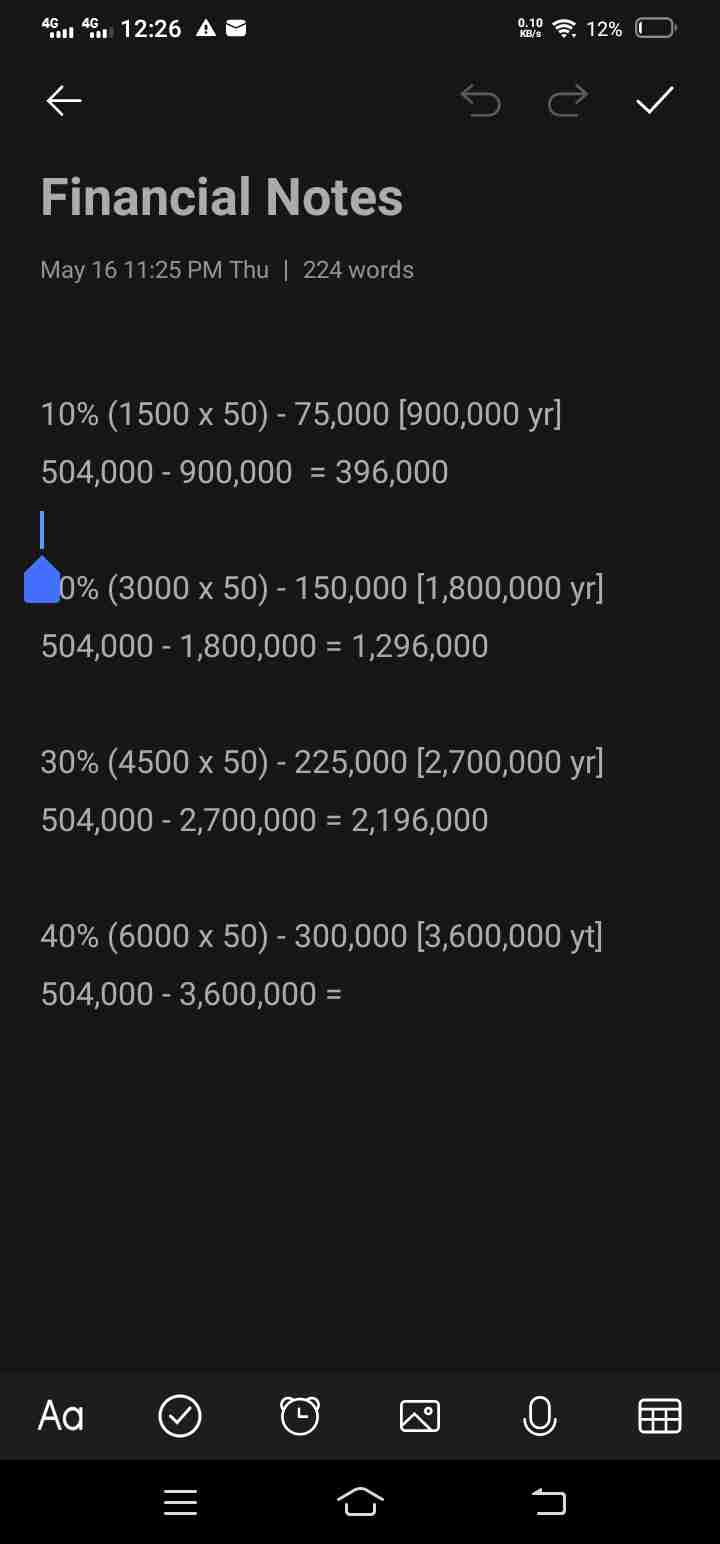 4G 4G 12:26 0.10 KB/s 12%
Financial Notes
May 16 11:25 PM Thu | 224 words
10% (1500 x 50) - 75,000 [900,000 yr]
504,000 - 900,000 = 396,000
0% (3000 x 50) - 150,000 [1,800,000 yr]
504,000 - 1,800,000 = 1,296,000
30% (4500 x 50) - 225,000 [2,700,000 yr]
504,000 - 2,700,000 = 2,196,000
40% (6000 x 50) - 300,000 [3,600,000 yt]
504,000 - 3,600,000 =
Aa